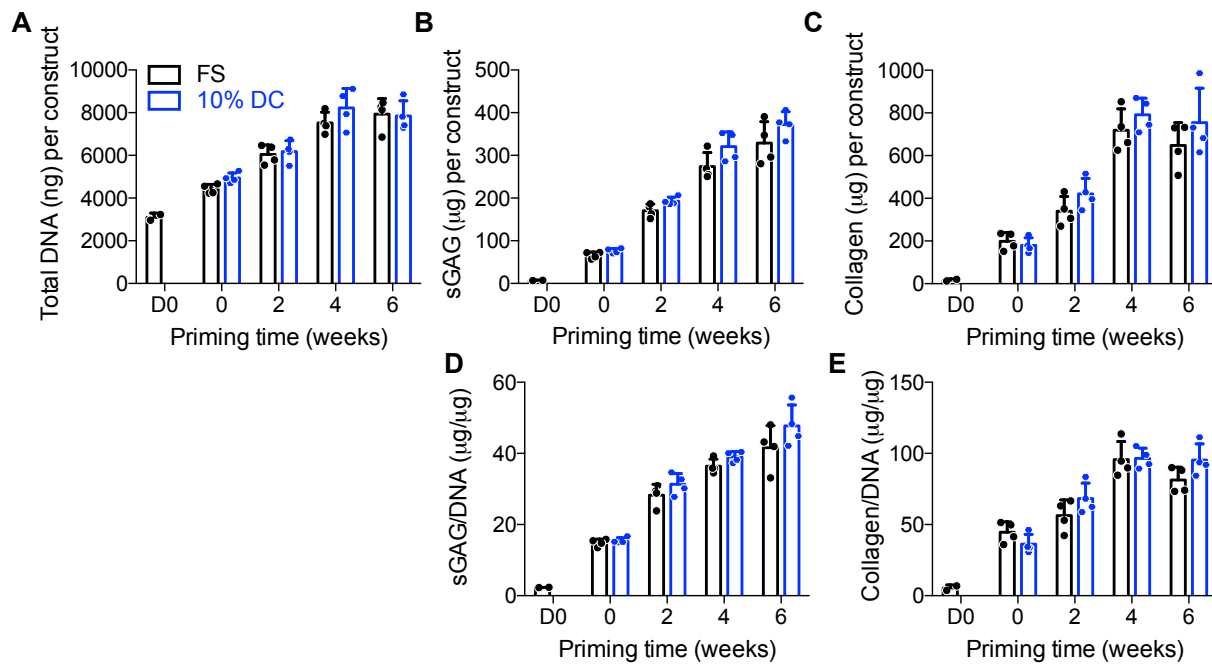 A
Total DNA (ng) per construct
10000
8000
6000
4000
2000
0
FS
10% DC
D0 0 2 4 6
Priming time (weeks)
B
sGAG (μg) per construct
500
400
300
200
100
0
D0 0 2 4 6
Priming time (weeks)
C
Collagen (μg) per construct
1000
800
600
400
200
0
D0 0 2 4 6
Priming time (weeks)
D
sGAG/DNA (μg/μg)
60
40
20
0
D0 0 2 4 6
Priming time (weeks)
E
Collagen/DNA (μg/μg)
150
100
50
0
D0 0 2 4 6
Priming time (weeks)